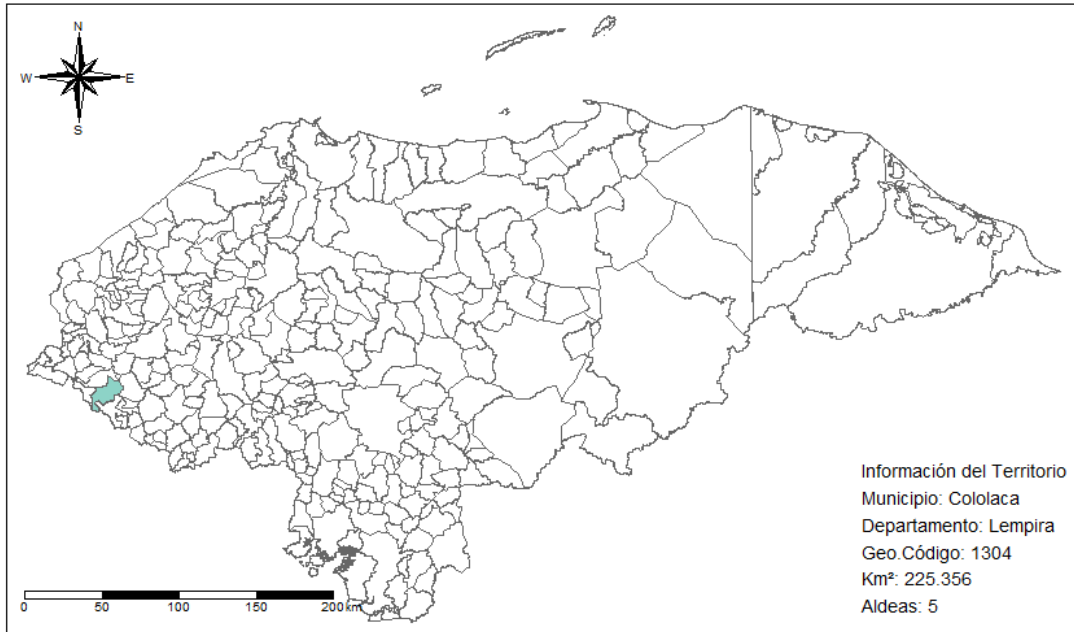 N
W E
S
Información del Territorio
Municipio: Cololaca
Departamento: Lempira
Geo.Código: 1304
Km²: 225.356
Aldeas: 5
0 50 100 150 200 km